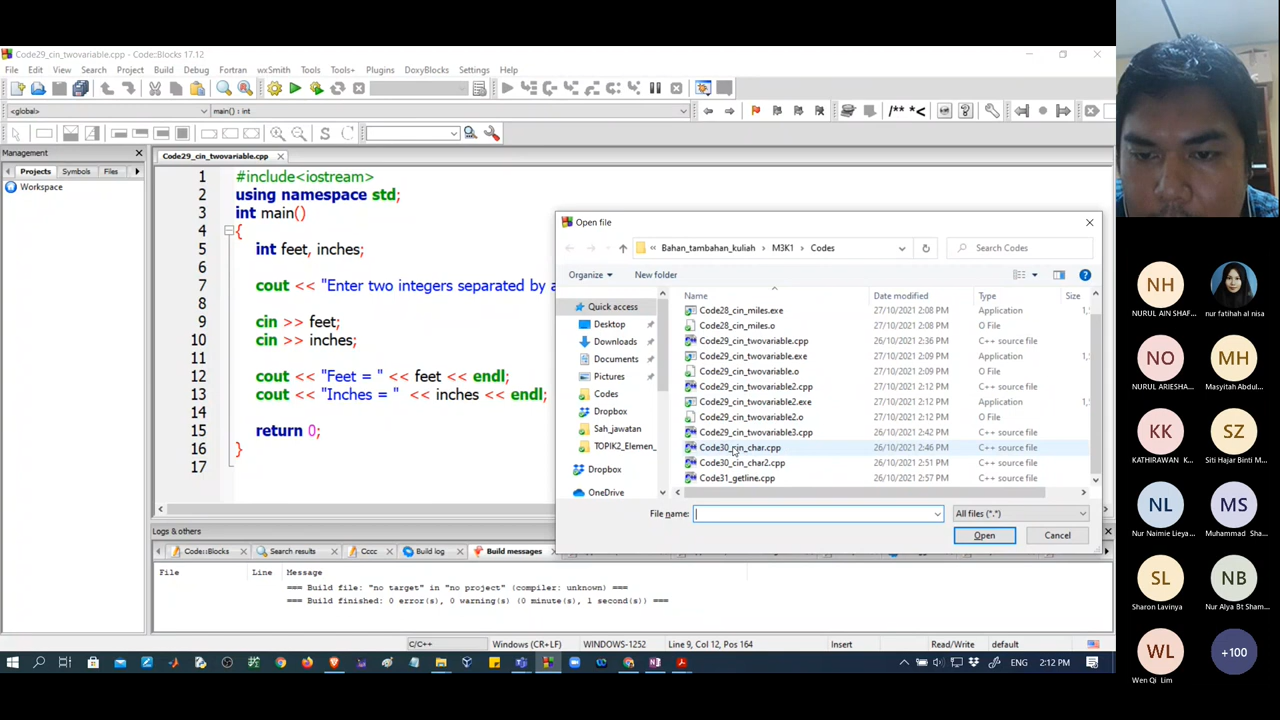 Code29_cin_twovariable.cpp - Code::Blocks 17.12
File Edit View Search Project Build Debug Fortran wxSmith Tools Tools+ Plugins DoxyBlocks Settings Help
<global>
main() : int
/** *<
S C
Management
Projects Symbols Files
Workspace
Code29_cin_twovariable.cpp
1 #include<iostream>
2 using namespace std;
3 int main()
4 {
5 int feet, inches;
6
7 cout << "Enter two integers separated by a
8
9 cin >> feet;
10 cin >> inches;
11
12 cout << "Feet = " << feet << endl;
13 cout << "Inches = " << inches << endl;
14
15 return 0;
16 }
17
Open file
« Bahan_tambahan_kuliah > M3K1 > Codes
Search Codes
Organize New folder
Quick access
Desktop
Downloads
Documents
Pictures
Codes
Dropbox
Sah_jawatan
TOPIK2_Elemen_
Dropbox
OneDrive
Name Date modified Type Size
Code28_cin_miles.exe 27/10/2021 2:08 PM Application 1,
Code28_cin_miles.o 27/10/2021 2:08 PM O File
Code29_cin_twovariable.cpp 27/10/2021 2:36 PM C++ source file
Code29_cin_twovariable.exe 27/10/2021 2:09 PM Application 1,
Code29_cin_twovariable.o 27/10/2021 2:09 PM O File
Code29_cin_twovariable2.cpp 27/10/2021 2:12 PM C++ source file
Code29_cin_twovariable2.exe 27/10/2021 2:12 PM Application 1,
Code29_cin_twovariable2.o 27/10/2021 2:12 PM O File
Code29_cin_twovariable3.cpp 26/10/2021 2:42 PM C++ source file
Code30_cin_char.cpp 26/10/2021 2:46 PM C++ source file
Code30_cin_char2.cpp 26/10/2021 2:51 PM C++ source file
Code31_getline.cpp 26/10/2021 2:57 PM C++ source file
File name:
All files (*.*)
Open Cancel
Logs & others
Code::Blocks Search results Cccc Build log Build messages
File Line Message
=== Build file: "no target" in "no project" (compiler: unknown) ===
=== Build finished: 0 error(s), 0 warning(s) (0 minute(s), 1 second(s)) ===
C/C++ Windows (CR+LF) WINDOWS-1252 Line 9, Col 12, Pos 164 Insert Read/Write default
ENG 2:12 PM
NH
NURUL AIN SHAF...
nur fatihah al nisa
NO
NURUL ARIESHA...
MH
Masyitah Abdul...
KK
KATHIRAWAN K...
SZ
Siti Hajar Binti M...
NL
Nur Naimie Lieya...
MS
Muhammad Sha...
SL
Sharon Lavinya
NB
Nur Alya Bt Sham...
WL
Wen Qi Lim
+100